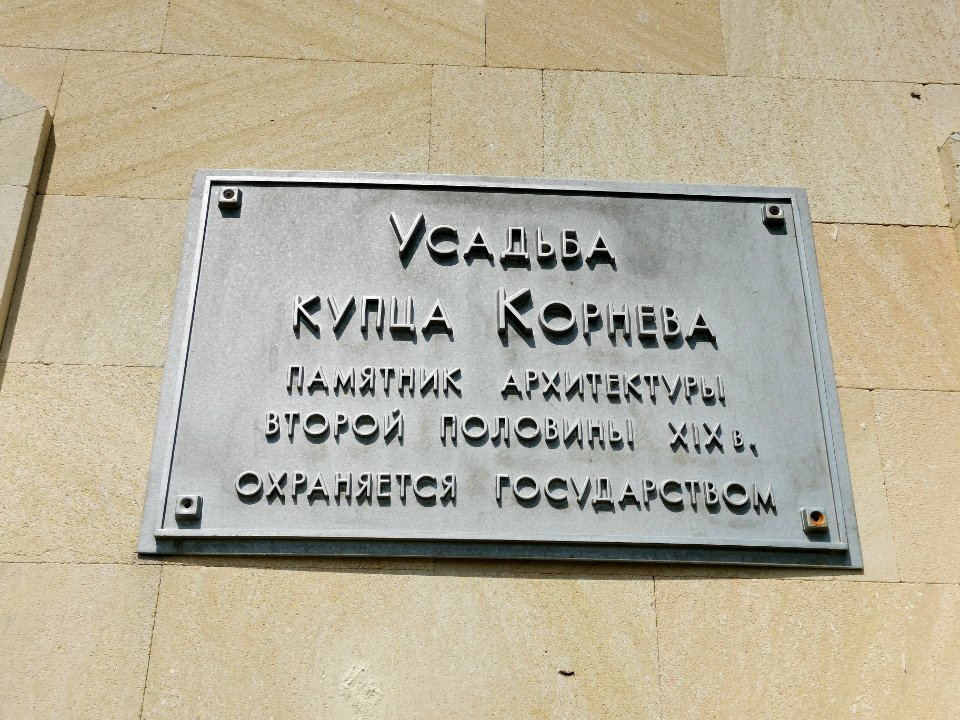 Усадьба
купца Корнева
памятник архитектуры
второй половины XIX в.
охраняется государством